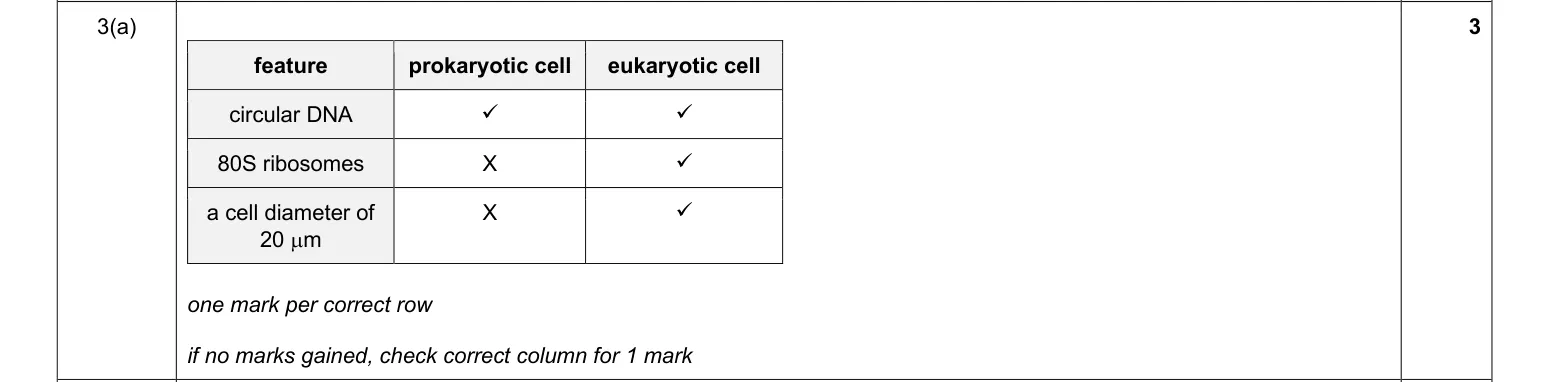 3(a)
3
feature prokaryotic cell eukaryotic cell
circular DNA ✓ ✓
80S ribosomes X ✓
a cell diameter of X ✓
20 μm
one mark per correct row
if no marks gained, check correct column for 1 mark